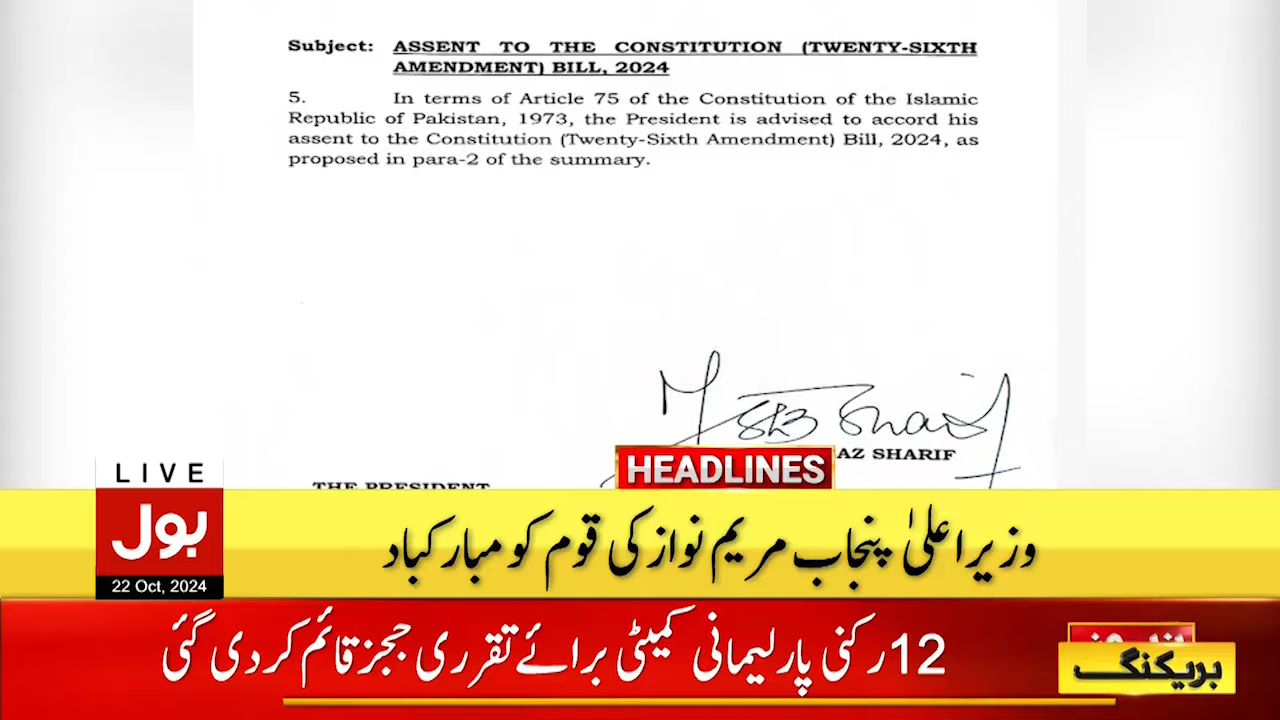 Subject: ASSENT TO THE CONSTITUTION (TWENTY-SIXTH
AMENDMENT) BILL, 2024
5. In terms of Article 75 of the Constitution of the Islamic
Republic of Pakistan, 1973, the President is advised to accord his
assent to the Constitution (Twenty-Sixth Amendment) Bill, 2024, as
proposed in para-2 of the summary.
Sharif
AZ SHARIF
THE PRESIDENT
HEADLINES
LIVE
بول
22 Oct, 2024
وزیراعلیٰ پنجاب مریم نواز کی قوم کو مبارکباد
12 رکنی پارلیمانی کمیٹی برائے تقرری ججز قائم کردی گئی
بریکنگ